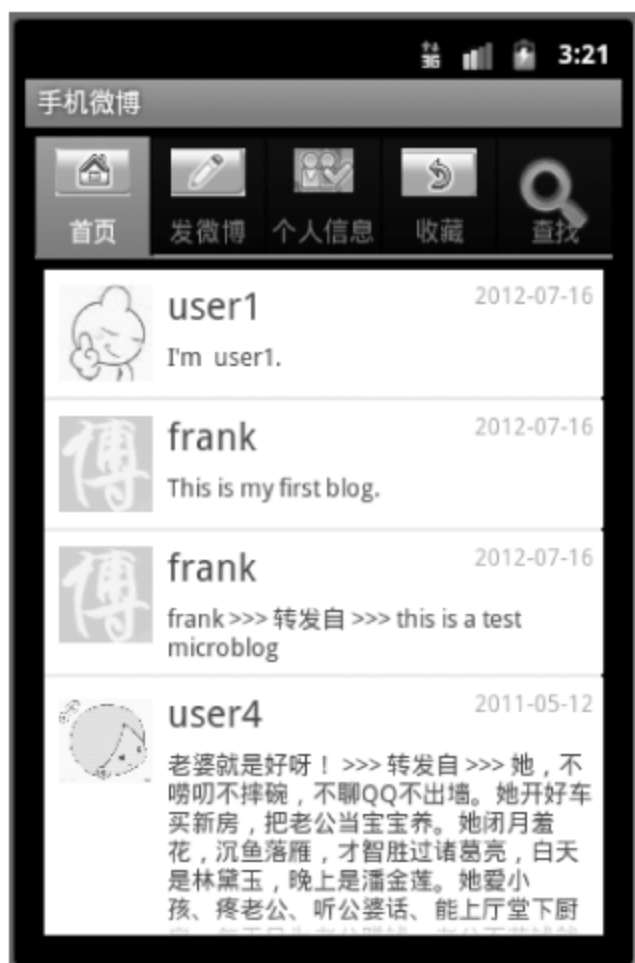 3G 3:21
手机微博
首页 发微博 个人信息 收藏 查找
user1 2012-07-16
I'm user1.
博 frank 2012-07-16
This is my first blog.
博 frank 2012-07-16
frank >>> 转发自 >>> this is a test
microblog
user4 2011-05-12
老婆就是好呀！ >>> 转发自 >>> 她，不
唠叨不摔碗，不聊QQ不出墙。她开好车
买新房，把老公当宝宝养。她闭月羞
花，沉鱼落雁，才智胜过诸葛亮，白天
是林黛玉，晚上是潘金莲。她爱小
孩、疼老公、听公婆话、能上厅堂下厨